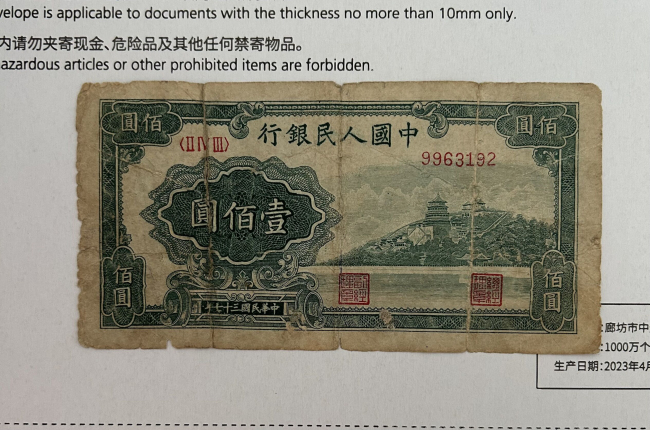 velope is applicable to documents with the thickness no more than 10mm only.
内请勿夹寄现金、危险品及其他任何禁寄物品。
azardous articles or other prohibited items are forbidden.
圓佰
行銀民人國中
圓佰
〈II IV III〉
9963192
圓佰壹
佰圓
年七十三國民華中
佰圓
:廊坊市中
:1000万个
生产日期:2023年4月